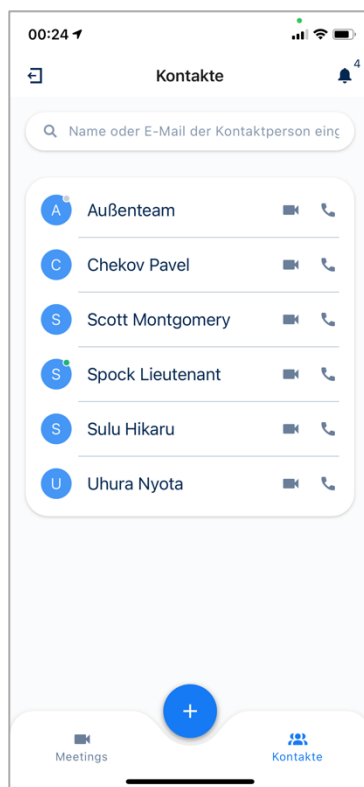 00:24
Kontakte
4
Name oder E-Mail der Kontaktperson eing
A Außenteam
C Chekov Pavel
S Scott Montgomery
S Spock Lieutenant
S Sulu Hikaru
U Uhura Nyota
+
Meetings
Kontakte